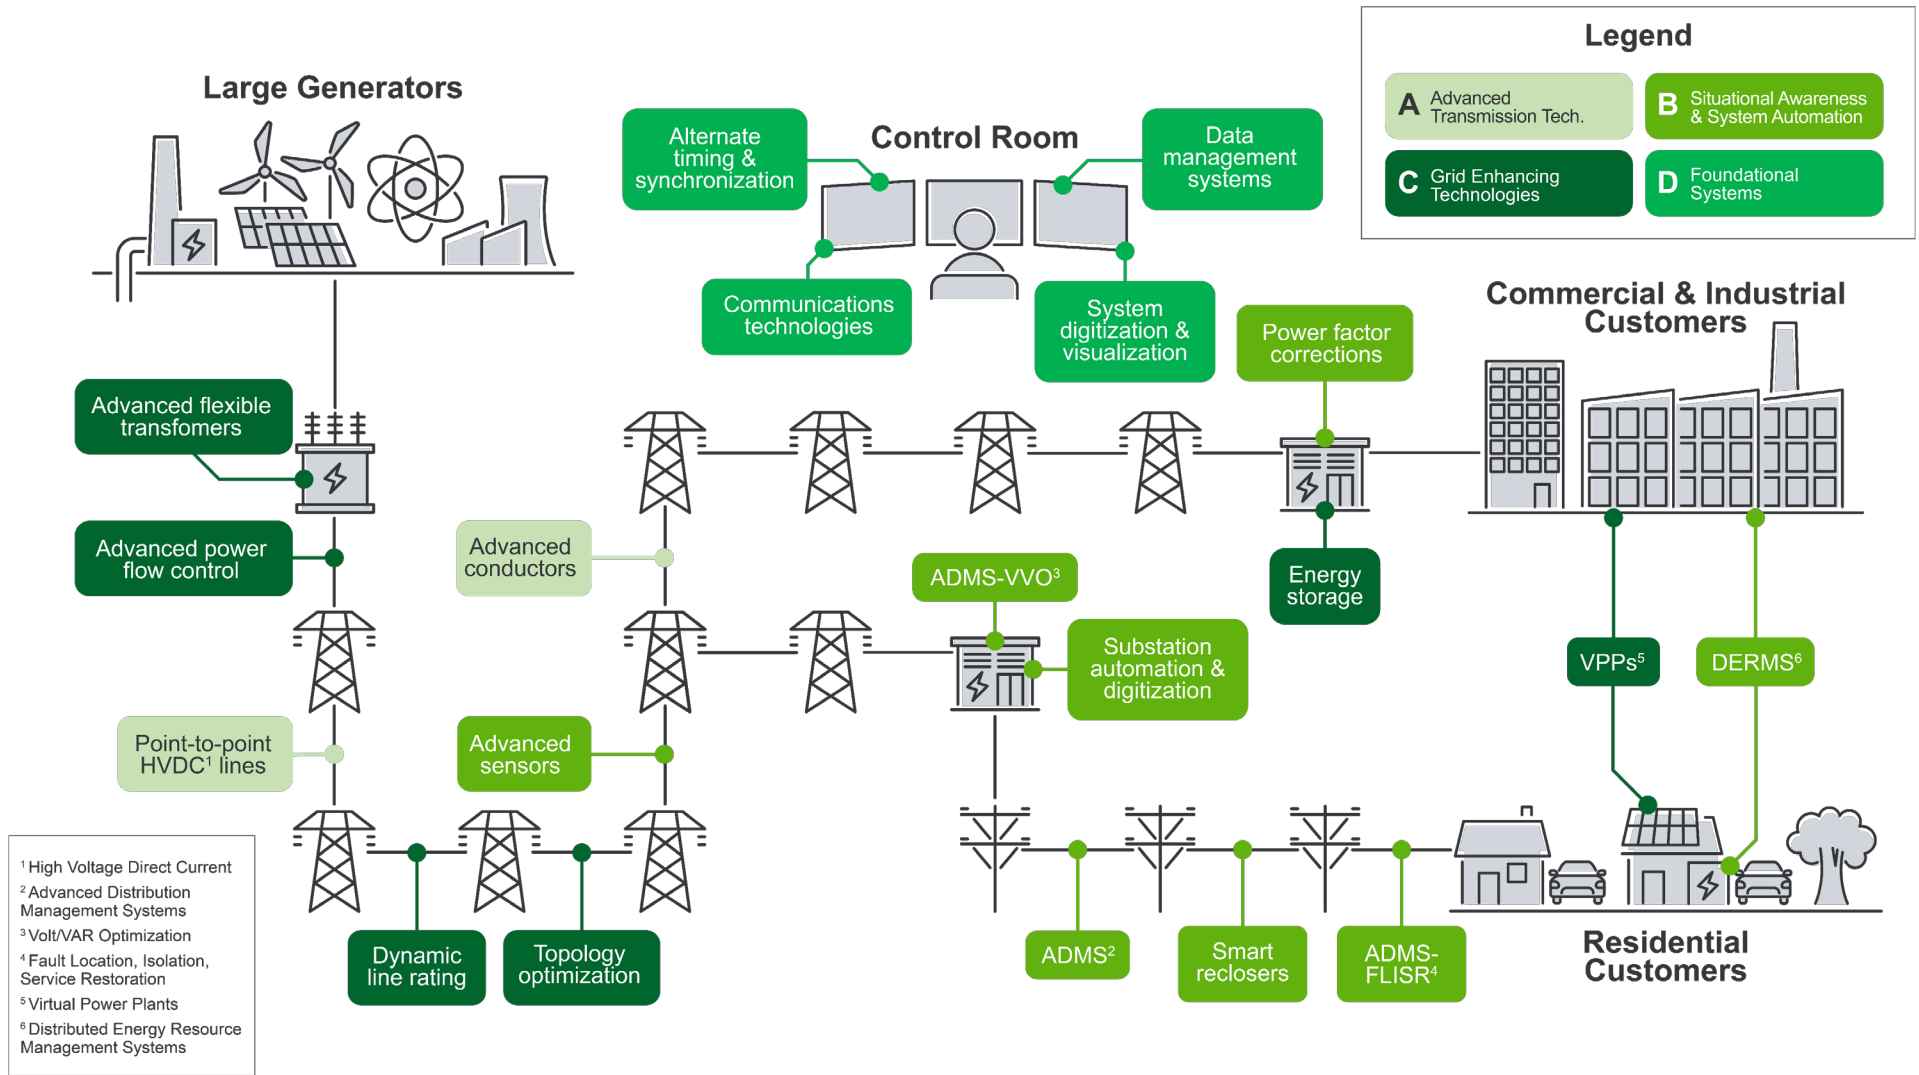 Large Generators
Control Room
Legend
A Advanced
Transmission Tech.
B Situational Awareness
& System Automation
C Grid Enhancing
Technologies
D Foundational
Systems
Alternate
timing &
synchronization
Data
management
systems
Communications
technologies
System
digitization &
visualization
Power factor
corrections
Commercial & Industrial
Customers
Advanced flexible
transfomers
Advanced power
flow control
Advanced
conductors
ADMS-VVO³
Energy
storage
Substation
automation &
digitization
VPPs⁵
DERMS⁶
Point-to-point
HVDC¹ lines
Advanced
sensors
Dynamic
line rating
Topology
optimization
ADMS²
Smart
reclosers
ADMS-
FLISR⁴
Residential
Customers
¹ High Voltage Direct Current
² Advanced Distribution
Management Systems
³ Volt/VAR Optimization
⁴ Fault Location, Isolation,
Service Restoration
⁵ Virtual Power Plants
⁶ Distributed Energy Resource
Management Systems